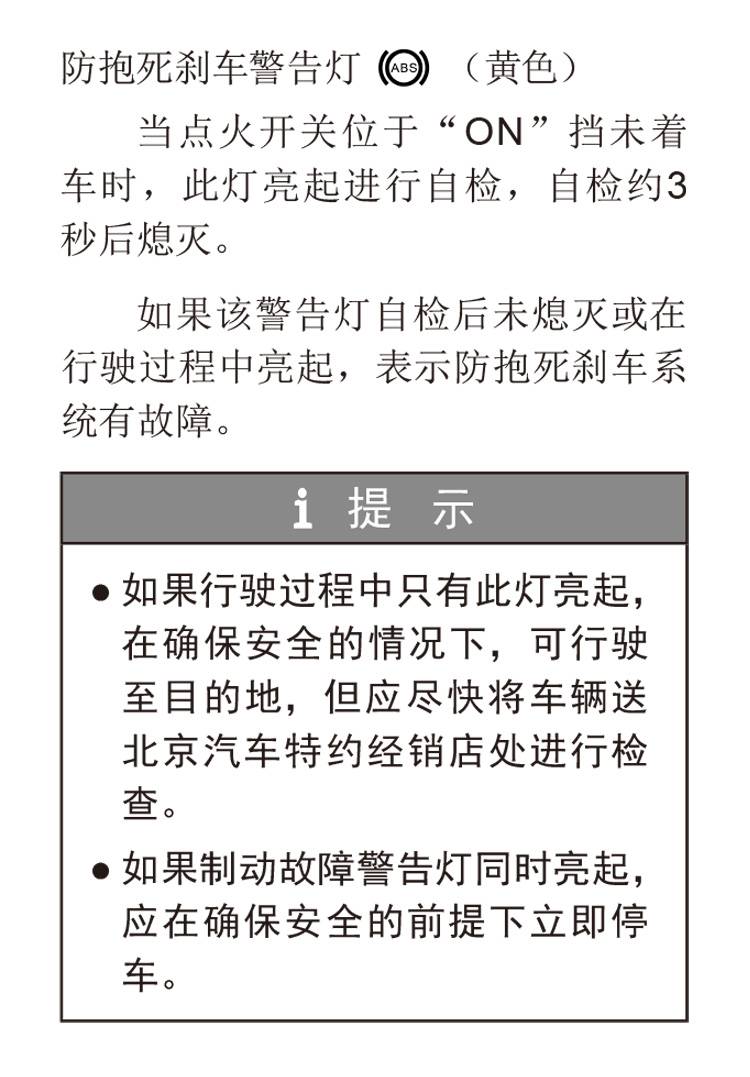 防抱死刹车警告灯 (ABS) （黄色）
当点火开关位于“ON”挡未着
车时，此灯亮起进行自检，自检约3
秒后熄灭。
如果该警告灯自检后未熄灭或在
行驶过程中亮起，表示防抱死刹车系
统有故障。
i 提 示
● 如果行驶过程中只有此灯亮起，
在确保安全的情况下，可行驶
至目的地，但应尽快将车辆送
北京汽车特约经销店处进行检
查。
● 如果制动故障警告灯同时亮起，
应在确保安全的前提下立即停
车。